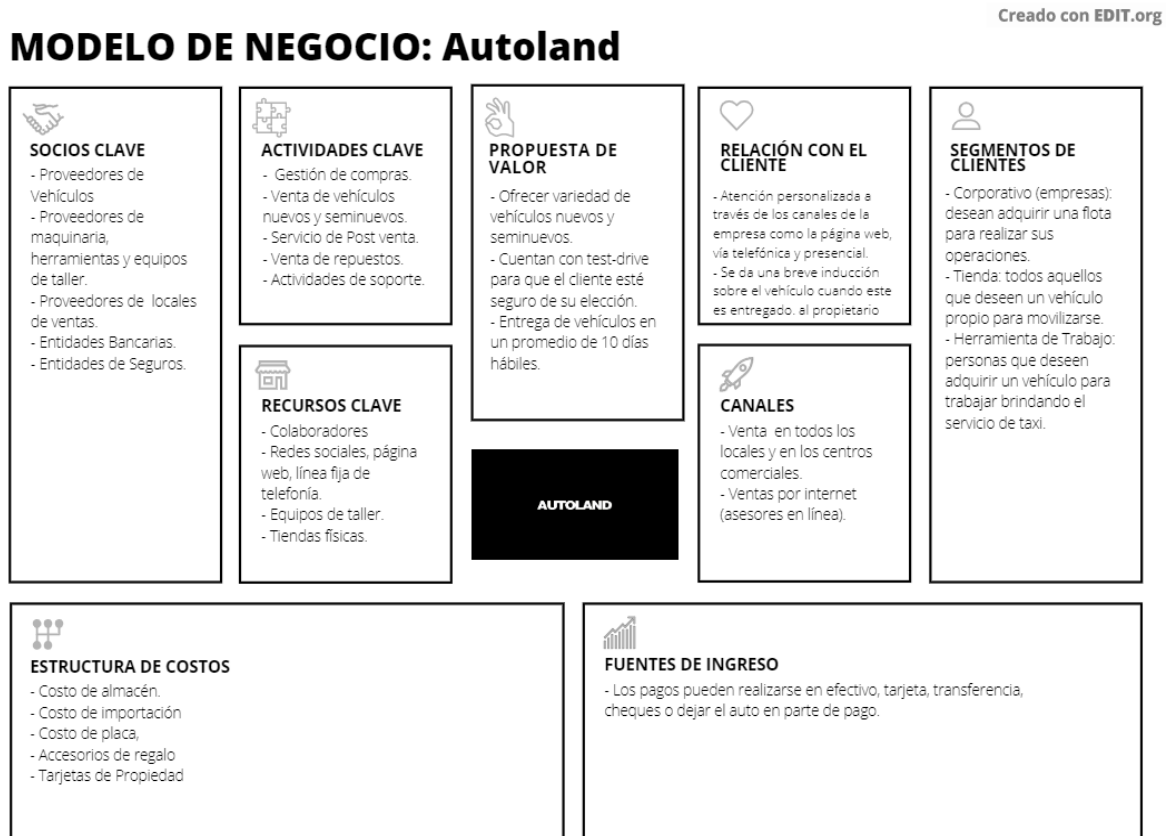 Creado con EDIT.org
MODELO DE NEGOCIO: Autoland
SOCIOS CLAVE
- Proveedores de
Vehículos
- Proveedores de
maquinaria,
herramientas y equipos
de taller.
- Proveedores de locales
de ventas.
- Entidades Bancarias.
- Entidades de Seguros.
ACTIVIDADES CLAVE
- Gestión de compras.
- Venta de vehículos
nuevos y seminuevos.
- Servicio de Post venta.
- Venta de repuestos.
- Actividades de soporte.
RECURSOS CLAVE
- Colaboradores
- Redes sociales, página
web, línea fija de
telefonía.
- Equipos de taller.
- Tiendas físicas.
PROPUESTA DE
VALOR
- Ofrecer variedad de
vehículos nuevos y
seminuevos.
- Cuentan con test-drive
para que el cliente esté
seguro de su elección.
- Entrega de vehículos en
un promedio de 10 días
hábiles.
AUTOLAND
RELACIÓN CON EL
CLIENTE
- Atención personalizada a
través de los canales de la
empresa como la página web,
vía telefónica y presencial.
- Se da una breve inducción
sobre el vehículo cuando este
es entregado. al propietario
CANALES
- Venta en todos los
locales y en los centros
comerciales.
- Ventas por internet
(asesores en línea).
SEGMENTOS DE
CLIENTES
- Corporativo (empresas):
desean adquirir una flota
para realizar sus
operaciones.
- Tienda: todos aquellos
que deseen un vehículo
propio para movilizarse.
- Herramienta de Trabajo:
personas que deseen
adquirir un vehículo para
trabajar brindando el
servicio de taxi.
ESTRUCTURA DE COSTOS
- Costo de almacén.
- Costo de importación
- Costo de placa,
- Accesorios de regalo
- Tarjetas de Propiedad
FUENTES DE INGRESO
- Los pagos pueden realizarse en efectivo, tarjeta, transferencia,
cheques o dejar el auto en parte de pago.